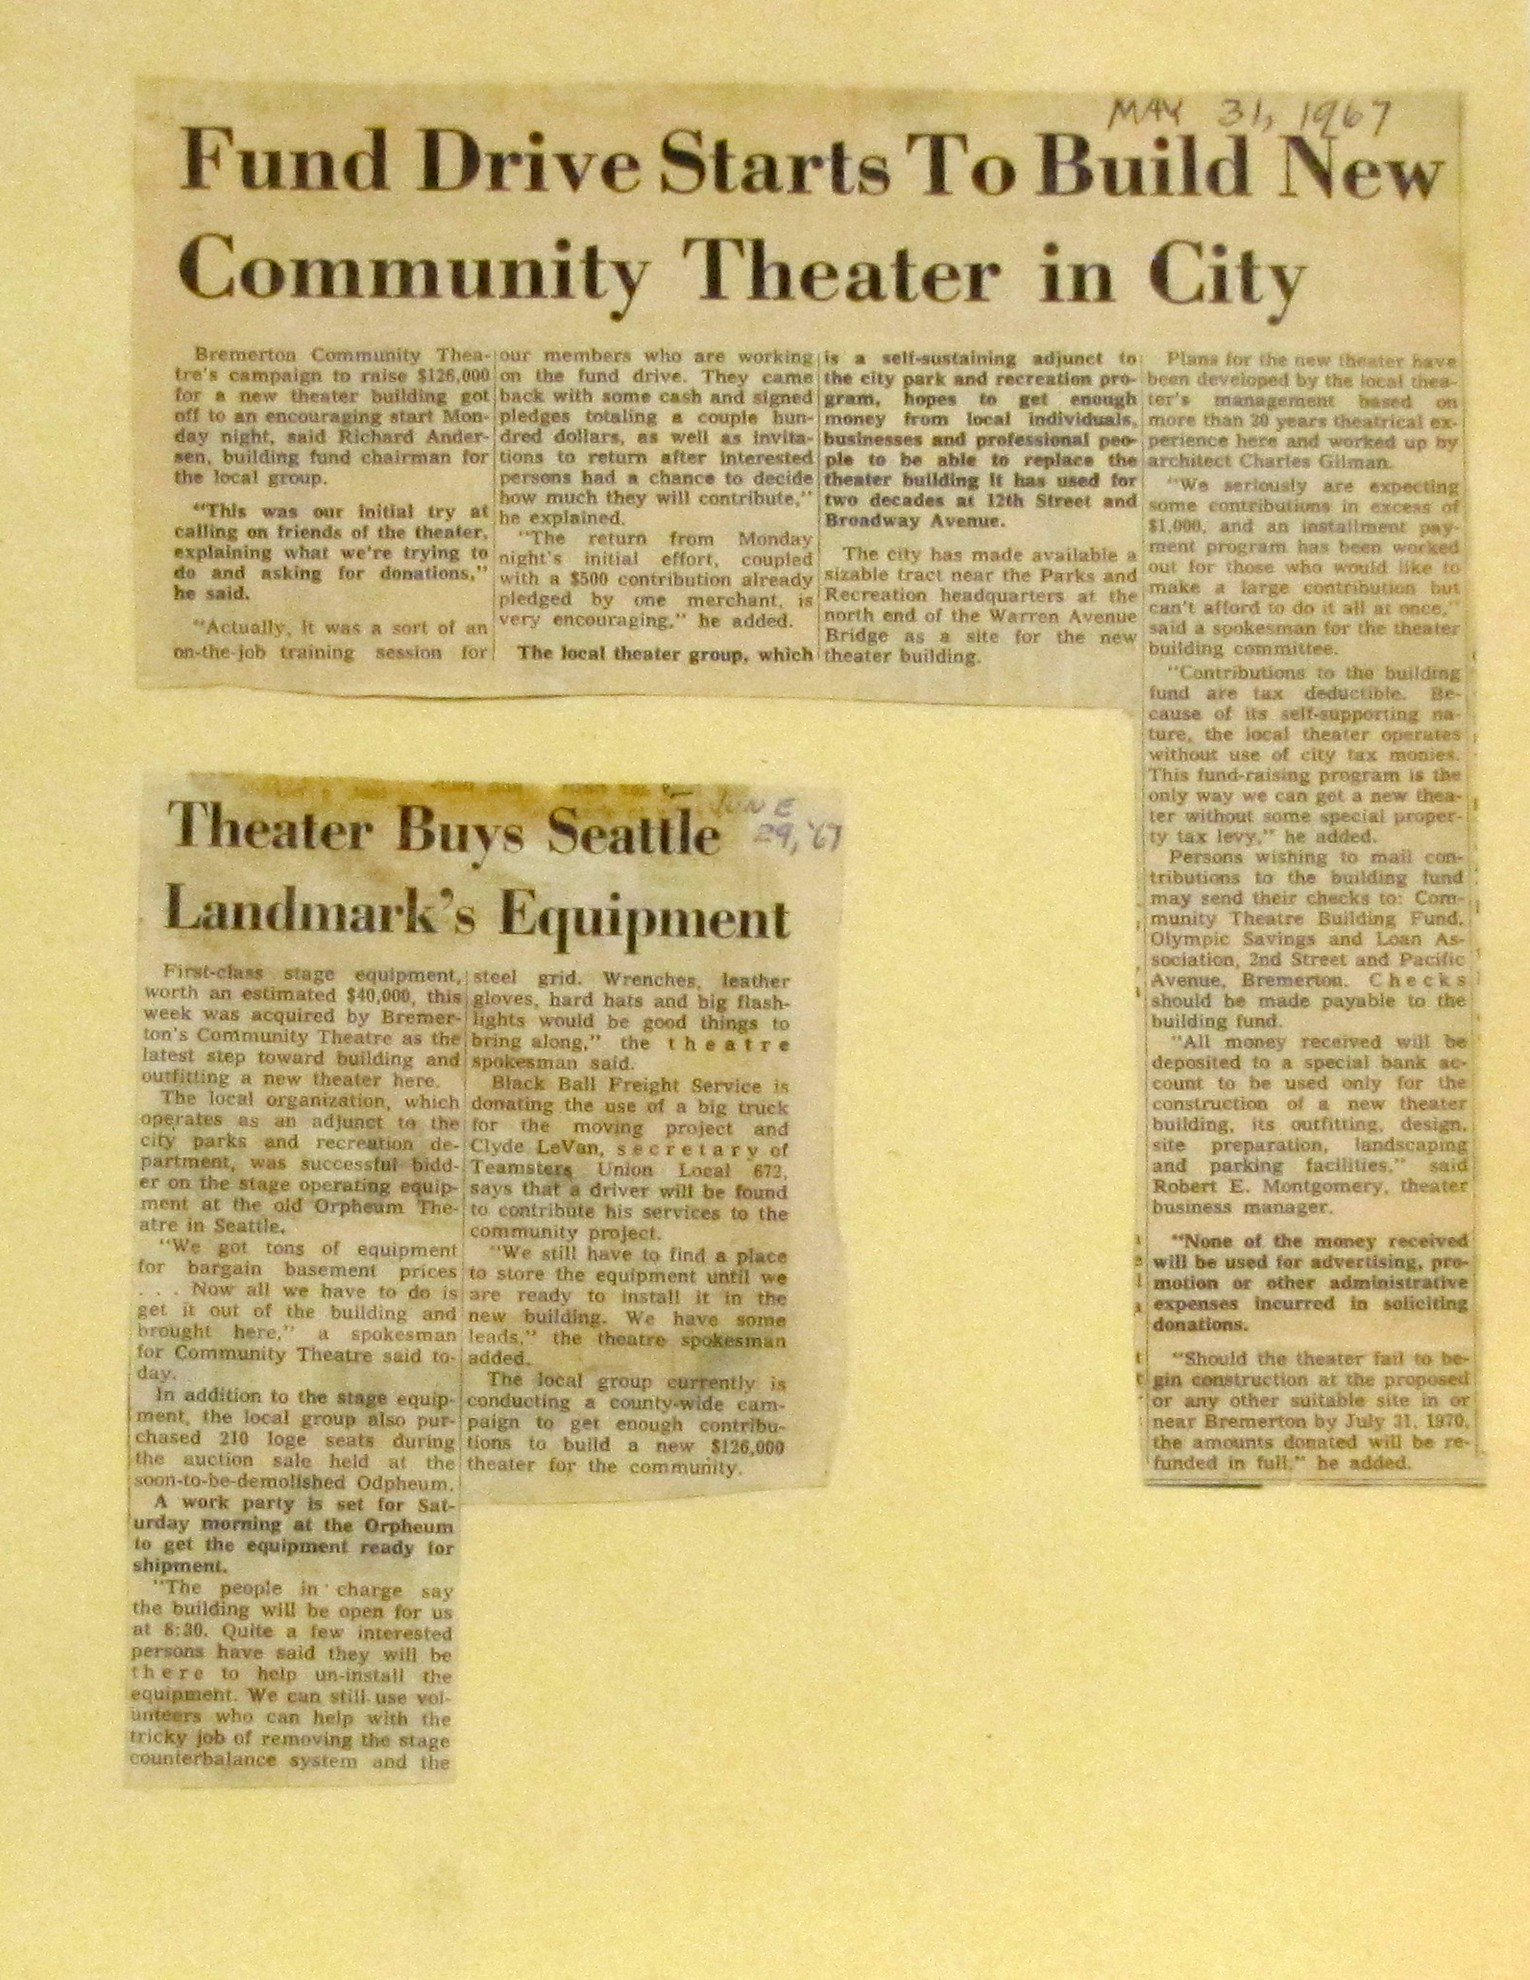 MAY 31, 1967
Fund Drive Starts To Build New
Community Theater in City
Bremerton Community Thea-
tre's campaign to raise $126,000
for a new theater building got
off to an encouraging start Mon-
day night, said Richard Ander-
sen, building fund chairman for
the local group.
"This was our initial try at
calling on friends of the theater,
explaining what we're trying to
do and asking for donations,"
he said.
"Actually, it was a sort of an
on-the-job training session for
our members who are working
on the fund drive. They came
back with some cash and signed
pledges totaling a couple hun-
dred dollars, as well as invita-
tions to return after interested
persons had a chance to decide
how much they will contribute,"
he explained.
"The return from Monday
night's initial effort, coupled
with a $500 contribution already
pledged by one merchant, is
very encouraging," he added.
The local theater group, which
is a self-sustaining adjunct to
the city park and recreation pro-
gram, hopes to get enough
money from local individuals,
businesses and professional peo-
ple to be able to replace the
theater building it has used for
two decades at 12th Street and
Broadway Avenue.
The city has made available a
sizable tract near the Parks and
Recreation headquarters at the
north end of the Warren Avenue
Bridge as a site for the new
theater building.
Plans for the new theater have
been developed by the local thea-
ter's management based on
more than 20 years theatrical ex-
perience here and worked up by
architect Charles Gilman.
"We seriously are expecting
some contributions in excess of
$1,000, and an installment pay-
ment program has been worked
out for those who would like to
make a large contribution but
can't afford to do it all at once,"
said a spokesman for the theater
building committee.
"Contributions to the building
fund are tax deductible. Be-
cause of its self-supporting na-
ture, the local theater operates
without use of city tax monies.
This fund-raising program is the
only way we can get a new thea-
ter without some special proper-
ty tax levy," he added.
Persons wishing to mail con-
tributions to the building fund
may send their checks to: Com-
munity Theatre Building Fund,
Olympic Savings and Loan As-
sociation, 2nd Street and Pacific
Avenue, Bremerton. Checks
should be made payable to the
building fund.
"All money received will be
deposited to a special bank ac-
count to be used only for the
construction of a new theater
building, its outfitting, design,
site preparation, landscaping
and parking facilities," said
Robert E. Montgomery, theater
business manager.
"None of the money received
will be used for advertising, pro-
motion or other administrative
expenses incurred in soliciting
donations.
"Should the theater fail to be-
gin construction at the proposed
or any other suitable site in or
near Bremerton by July 31, 1970,
the amounts donated will be re-
funded in full," he added.
JUNE
29, '67
Theater Buys Seattle
Landmark's Equipment
First-class stage equipment,
worth an estimated $40,000, this
week was acquired by Bremer-
ton's Community Theatre as the
latest step toward building and
outfitting a new theater here.
The local organization, which
operates as an adjunct to the
city parks and recreation de-
partment, was successful bidd-
er on the stage operating equip-
ment at the old Orpheum The-
atre in Seattle.
"We got tons of equipment
for bargain basement prices
. . . Now all we have to do is
get it out of the building and
brought here," a spokesman
for Community Theatre said to-
day.
In addition to the stage equip-
ment, the local group also pur-
chased 210 loge seats during
the auction sale held at the
soon-to-be-demolished Odpheum.
A work party is set for Sat-
urday morning at the Orpheum
to get the equipment ready for
shipment.
"The people in charge say
the building will be open for us
at 8:30. Quite a few interested
persons have said they will be
there to help un-install the
equipment. We can still use vol-
unteers who can help with the
tricky job of removing the stage
counterbalance system and the
steel grid. Wrenches, leather
gloves, hard hats and big flash-
lights would be good things to
bring along," the theatre
spokesman said.
Black Ball Freight Service is
donating the use of a big truck
for the moving project and
Clyde LeVan, secretary of
Teamsters Union Local 672,
says that a driver will be found
to contribute his services to the
community project.
"We still have to find a place
to store the equipment until we
are ready to install it in the
new building. We have some
leads," the theatre spokesman
added.
The local group currently is
conducting a county-wide cam-
paign to get enough contribu-
tions to build a new $126,000
theater for the community.